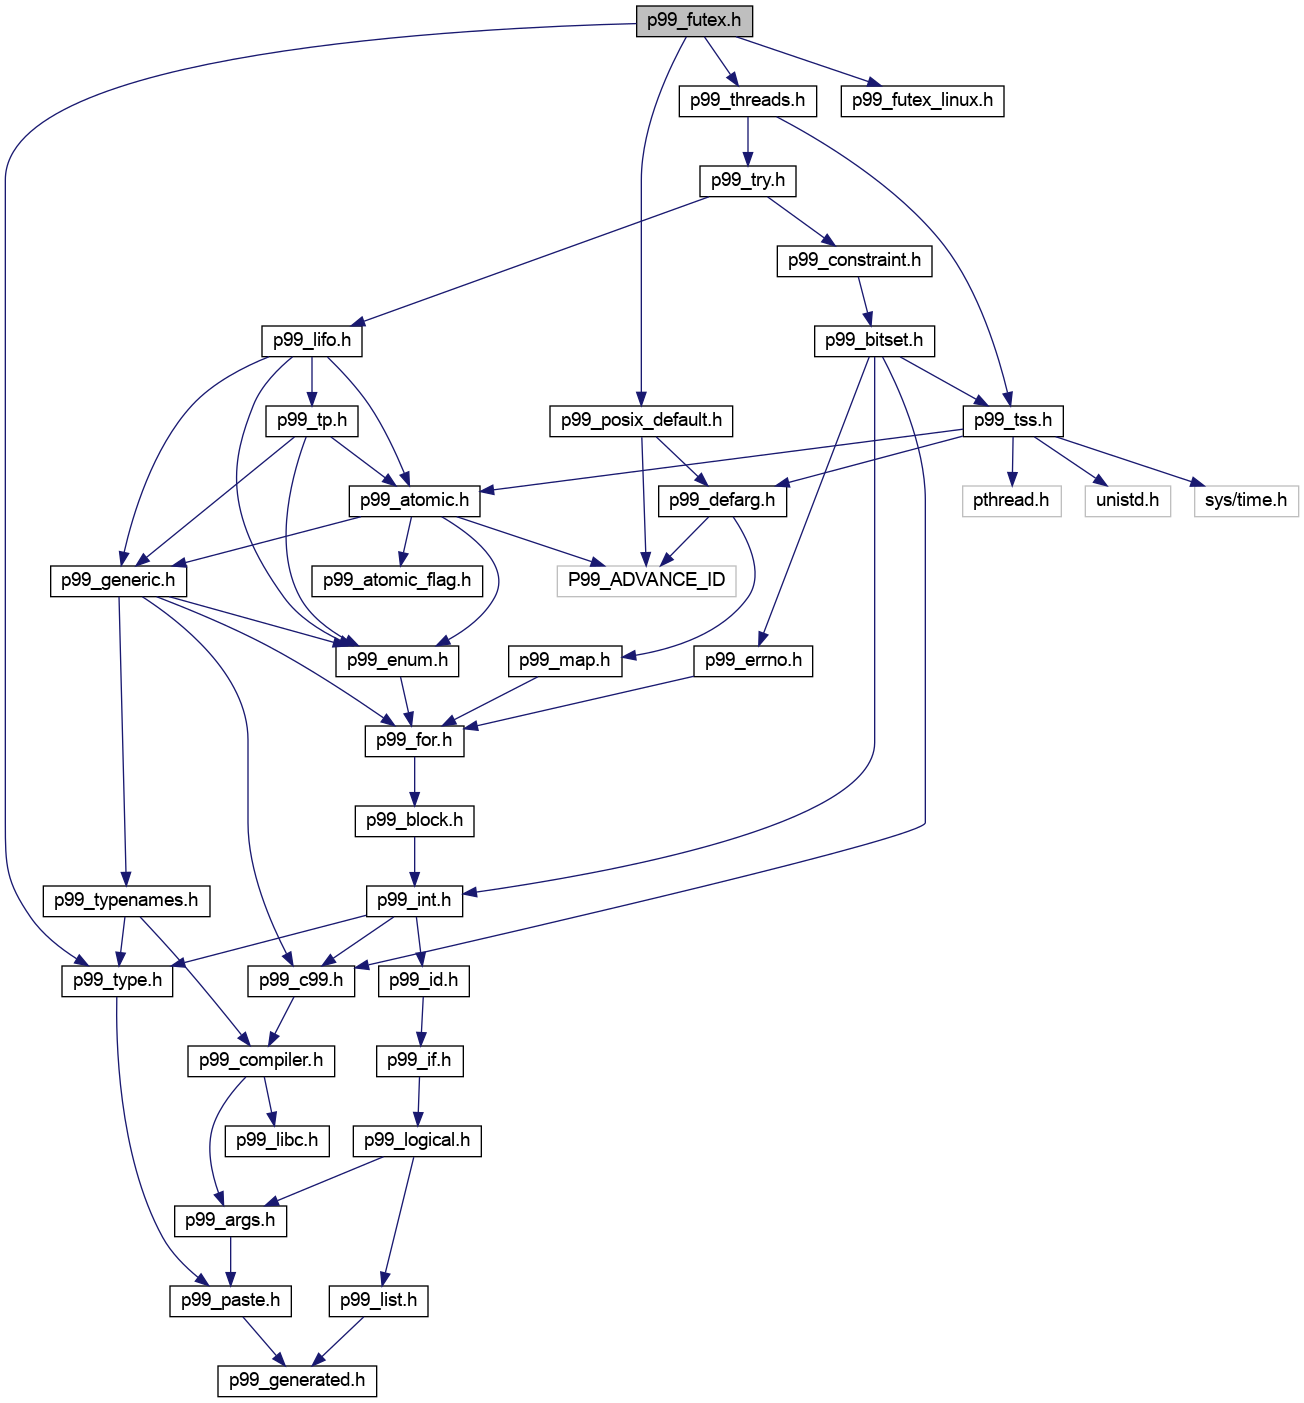 p99_futex.h
p99_threads.h
p99_futex_linux.h
p99_try.h
p99_constraint.h
p99_lifo.h
p99_bitset.h
p99_tp.h
p99_posix_default.h
p99_tss.h
p99_atomic.h
p99_defarg.h
pthread.h
unistd.h
sys/time.h
p99_generic.h
p99_atomic_flag.h
P99_ADVANCE_ID
p99_enum.h
p99_map.h
p99_errno.h
p99_for.h
p99_block.h
p99_typenames.h
p99_int.h
p99_type.h
p99_c99.h
p99_id.h
p99_compiler.h
p99_if.h
p99_libc.h
p99_logical.h
p99_args.h
p99_paste.h
p99_list.h
p99_generated.h